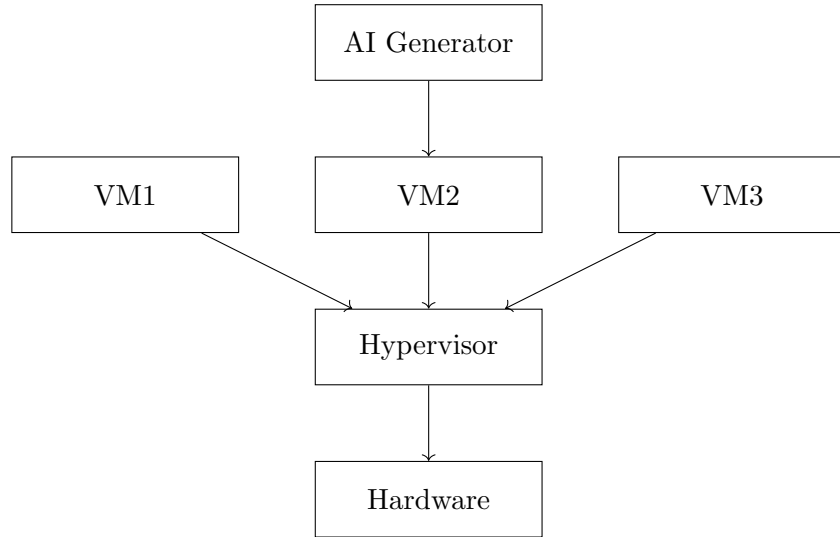 AI Generator
VM1
VM2
VM3
Hypervisor
Hardware